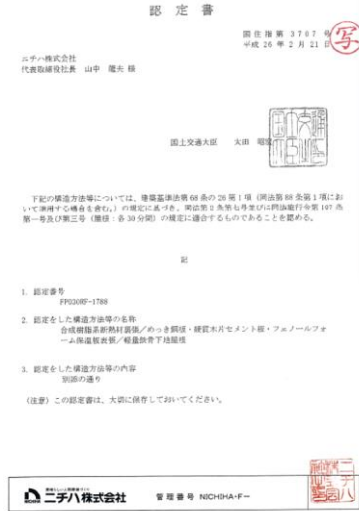 認定書
国住指第3707号
平成26年2月21日
写
ニチハ株式会社
代表取締役社長 山中 龍夫 様
国土交通大臣 太田 昭宏
下記の構造方法等については、建築基準法第68条の26第1項（同法第88条第1項にお
いて準用する場合を含む。）の規定に基づき、同法第2条第七号並びに同法施行令第107条
第一号及び第三号（屋根：各30分間）の規定に適合するものであることを認める。
記
1．認定番号
FP030RF-1788
2．認定をした構造方法等の名称
合成樹脂系断熱材裏張／めっき鋼板・硬質木片セメント板・フェノールフォ
ーム保温板表張／軽量鉄骨下地屋根
3．認定をした構造方法等の内容
別添の通り
（注意）この認定書は、大切に保存しておいてください。
ニチハ株式会社
管理番号 NICHIHA-F－